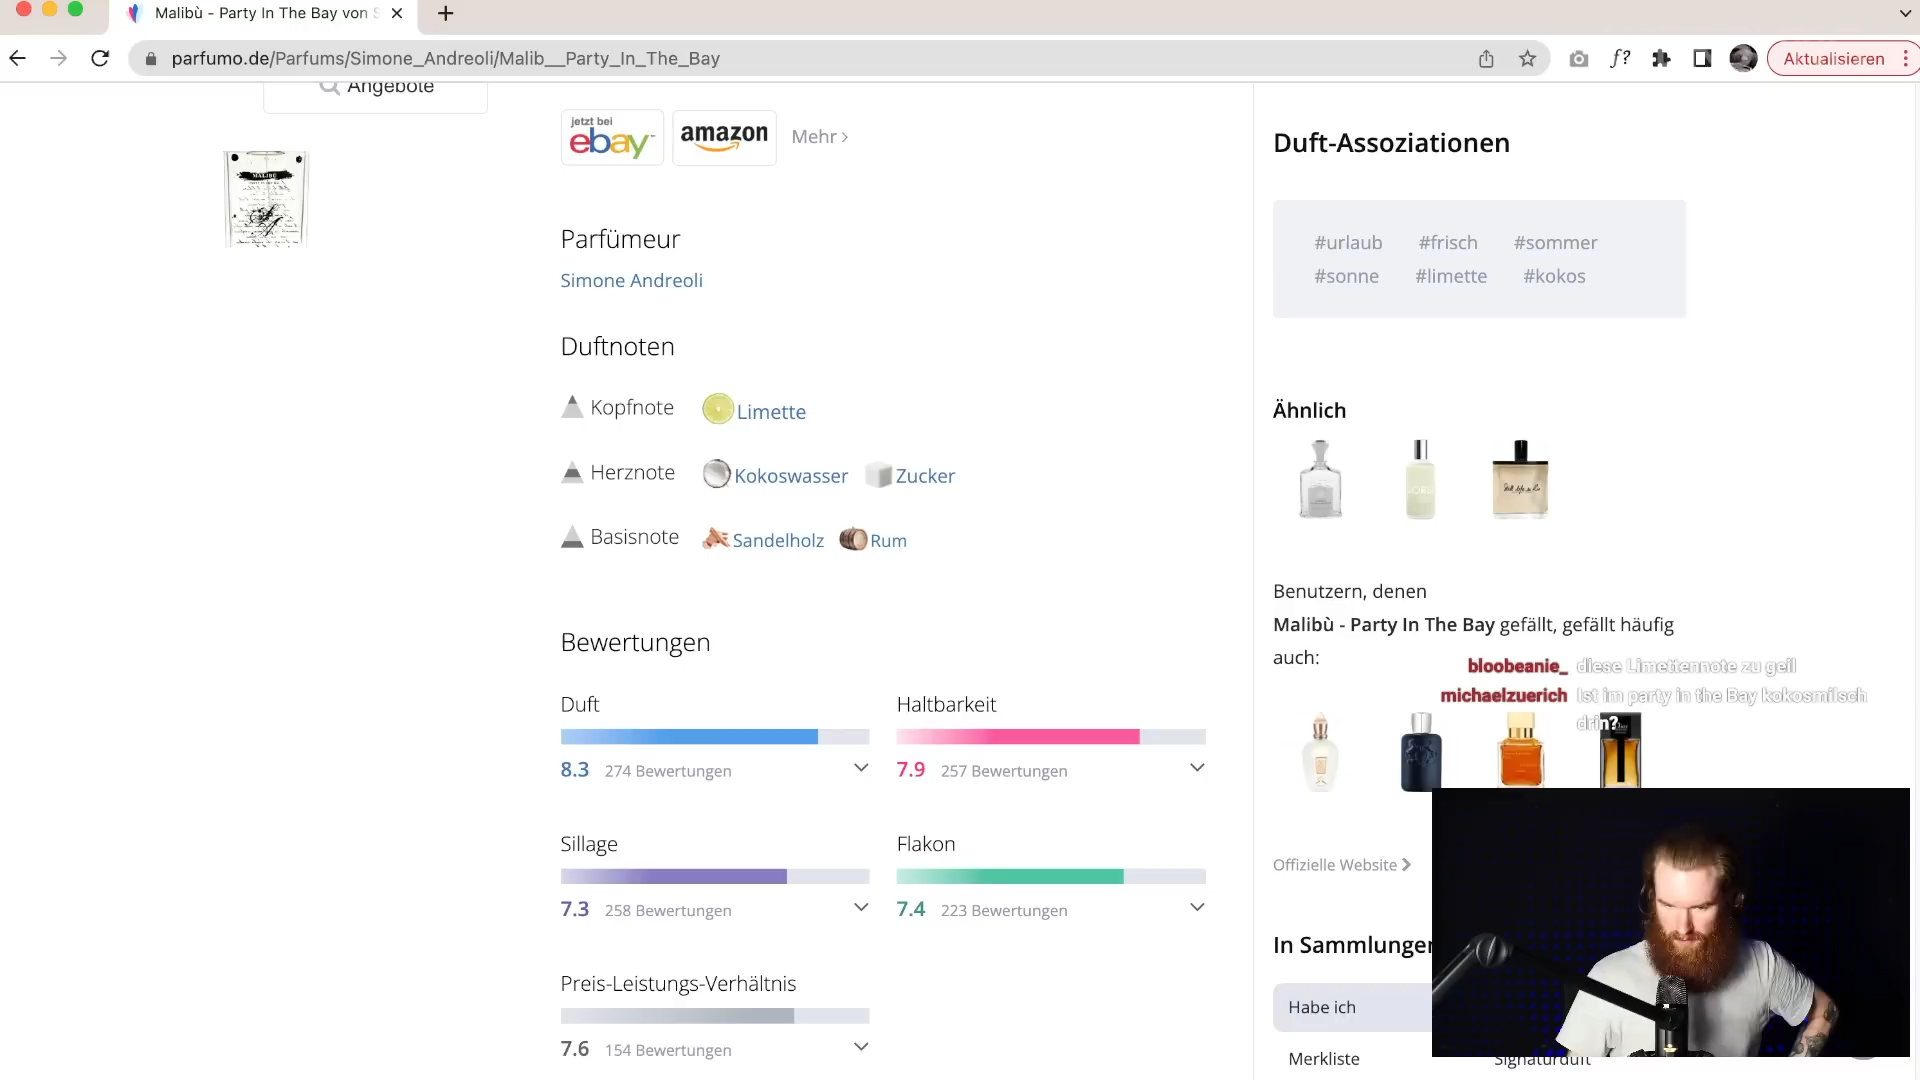 Malibù - Party In The Bay von S
parfumo.de/Parfums/Simone_Andreoli/Malib__Party_In_The_Bay
f?
Aktualisieren
Angebote
jetzt bei
ebay
amazon
Mehr
MALIBÙ
Parfümeur
Simone Andreoli
Duftnoten
Kopfnote Limette
Herznote Kokoswasser Zucker
Basisnote Sandelholz Rum
Bewertungen
Duft
8.3 274 Bewertungen
Haltbarkeit
7.9 257 Bewertungen
Sillage
7.3 258 Bewertungen
Flakon
7.4 223 Bewertungen
Preis-Leistungs-Verhältnis
7.6 154 Bewertungen
Duft-Assoziationen
#urlaub #frisch #sommer
#sonne #limette #kokos
Ähnlich
Benutzern, denen
Malibù - Party In The Bay gefällt, gefällt häufig
auch:
bloobeanie_ diese Limettennote zu geil
michaelzuerich Ist im party in the Bay kokosmilsch
drin?
Offizielle Website
In Sammlungen
Habe ich
Merkliste
Signaturduft